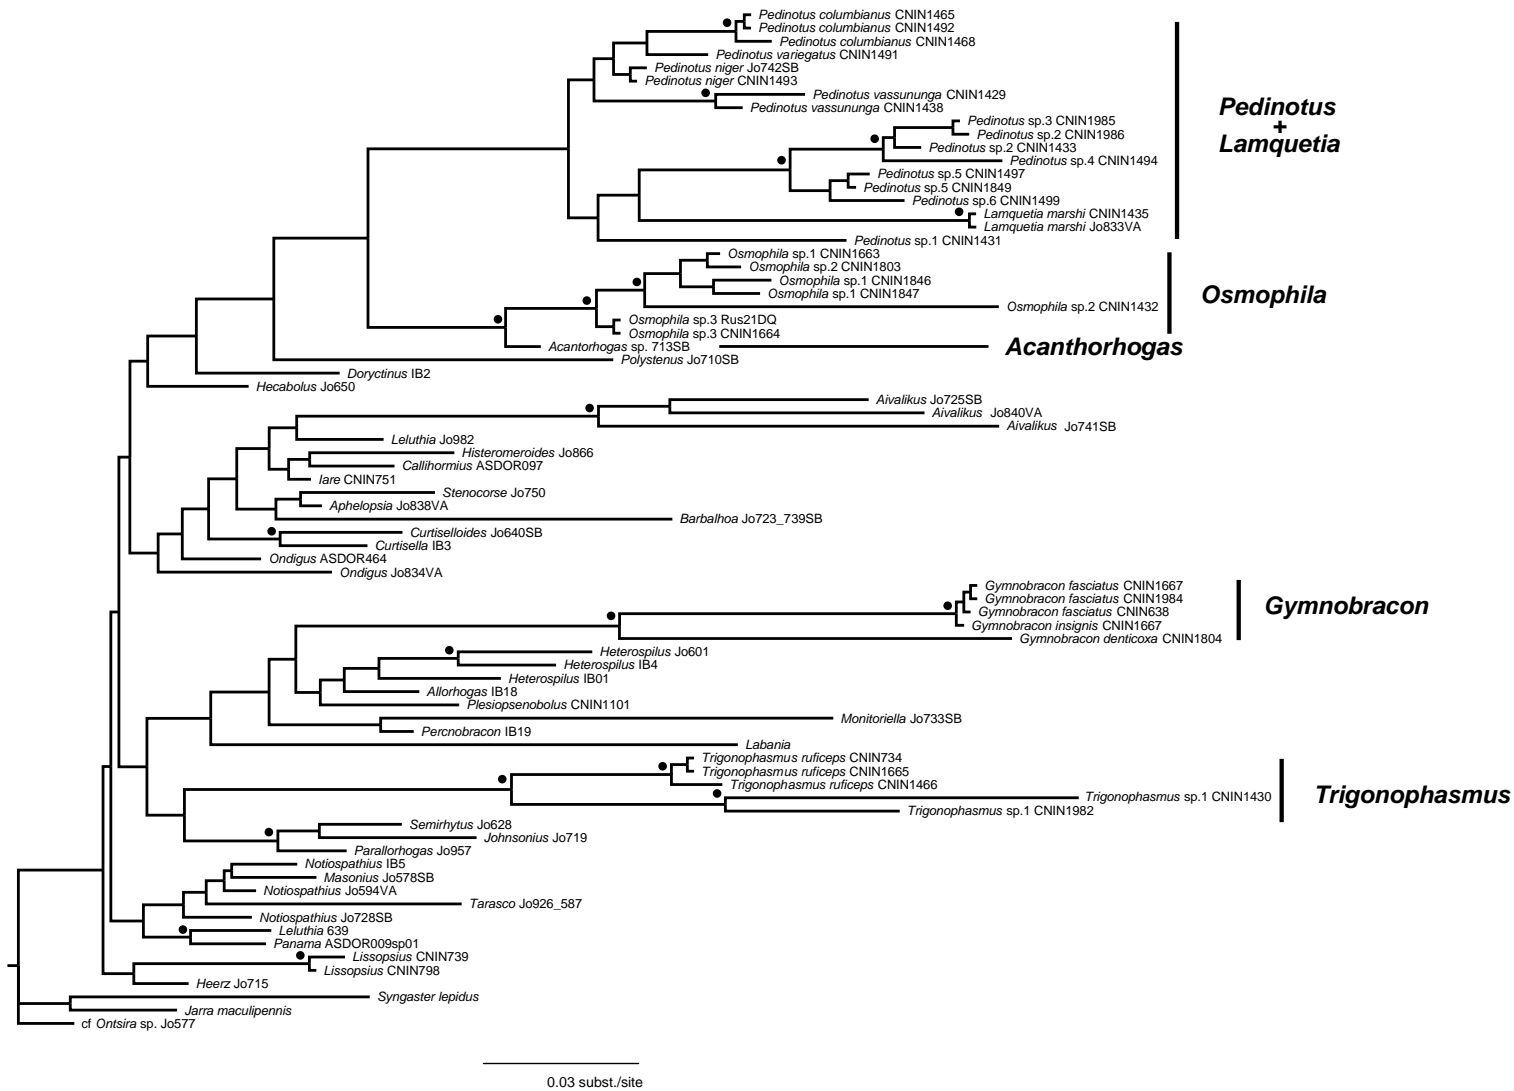 Pedinotus columbianus CNIN1465
Pedinotus columbianus CNIN1492
Pedinotus columbianus CNIN1468
Pedinotus variegatus CNIN1491
Pedinotus niger Jo742SB
Pedinotus niger CNIN1493
Pedinotus vassununga CNIN1429
Pedinotus vassununga CNIN1438
Pedinotus sp.3 CNIN1985
Pedinotus sp.2 CNIN1986
Pedinotus sp.2 CNIN1433
Pedinotus sp.4 CNIN1494
Pedinotus sp.5 CNIN1497
Pedinotus sp.5 CNIN1849
Pedinotus sp.6 CNIN1499
Lamquetia marshi CNIN1435
Lamquetia marshi Jo833VA
Pedinotus sp.1 CNIN1431
Pedinotus
+
Lamquetia
Osmophila sp.1 CNIN1663
Osmophila sp.2 CNIN1803
Osmophila sp.1 CNIN1846
Osmophila sp.1 CNIN1847
Osmophila sp.2 CNIN1432
Osmophila sp.3 Rus21DQ
Osmophila sp.3 CNIN1664
Osmophila
Acantorhogas sp. 713SB
Acanthorhogas
Polystenus Jo710SB
Doryctinus IB2
Hecabolus Jo650
Aivalikus Jo725SB
Aivalikus Jo840VA
Aivalikus Jo741SB
Leluthia Jo982
Histeromeroides Jo866
Callihormius ASDOR097
Iare CNIN751
Stenocorse Jo750
Aphelopsia Jo838VA
Barbalhoa Jo723_739SB
Curtiselloides Jo640SB
Curtisella IB3
Ondigus ASDOR464
Ondigus Jo834VA
Gymnobracon fasciatus CNIN1667
Gymnobracon fasciatus CNIN1984
Gymnobracon fasciatus CNIN638
Gymnobracon insignis CNIN1667
Gymnobracon denticoxa CNIN1804
Gymnobracon
Heterospilus Jo601
Heterospilus IB4
Heterospilus IB01
Allorhogas IB18
Plesiopsenobolus CNIN1101
Monitoriella Jo733SB
Percnobracon IB19
Labania
Trigonophasmus ruficeps CNIN734
Trigonophasmus ruficeps CNIN1665
Trigonophasmus ruficeps CNIN1466
Trigonophasmus sp.1 CNIN1430
Trigonophasmus sp.1 CNIN1982
Trigonophasmus
Semirhytus Jo628
Johnsonius Jo719
Parallorhogas Jo957
Notiospathius IB5
Masonius Jo578SB
Notiospathius Jo594VA
Tarasco Jo926_587
Notiospathius Jo728SB
Leluthia 639
Panama ASDOR009sp01
Lissopsius CNIN739
Lissopsius CNIN798
Heerz Jo715
Syngaster lepidus
Jarra maculipennis
cf Ontsira sp. Jo577
0.03 subst./site